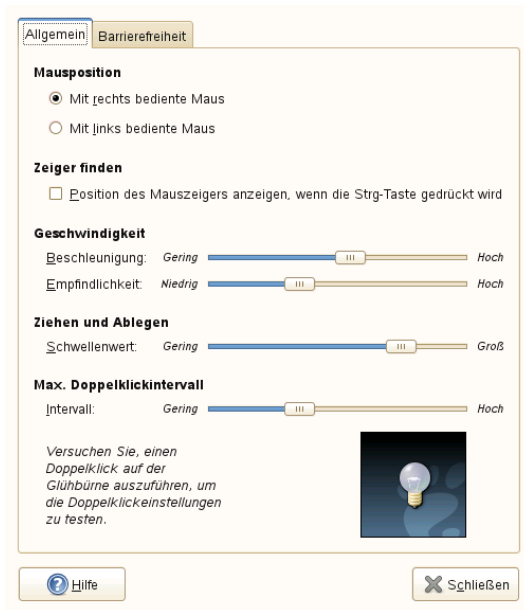 Allgemein Barrierefreiheit
Mausposition
Mit rechts bediente Maus
Mit links bediente Maus
Zeiger finden
Position des Mauszeigers anzeigen, wenn die Strg-Taste gedrückt wird
Geschwindigkeit
Beschleunigung: Gering Hoch
Empfindlichkeit: Niedrig Hoch
Ziehen und Ablegen
Schwellenwert: Gering Groß
Max. Doppelklickintervall
Intervall: Gering Hoch
Versuchen Sie, einen
Doppelklick auf der
Glühbürne auszuführen, um
die Doppelklickeinstellungen
zu testen.
Hilfe Schließen